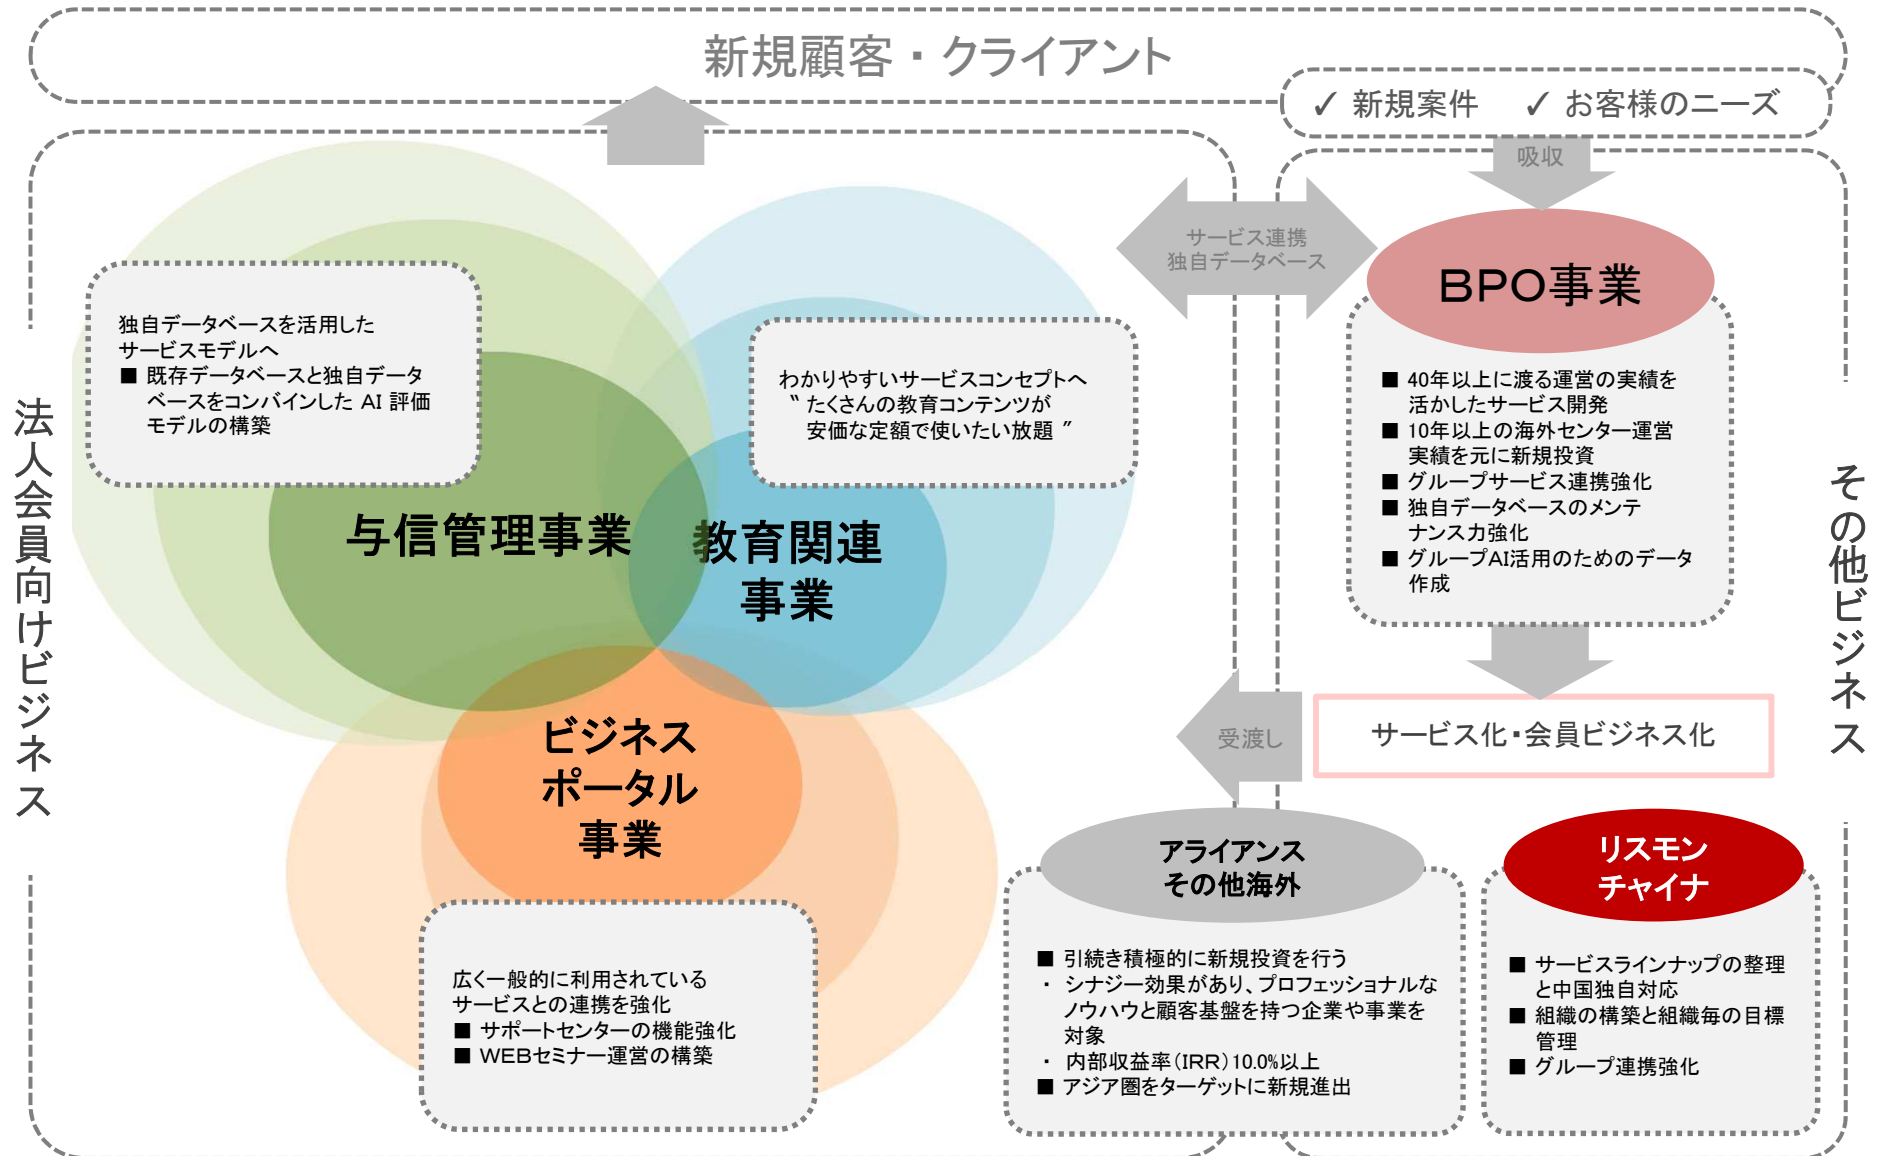 新規顧客・クライアント
✓ 新規案件 ✓ お客様のニーズ
吸収
サービス連携
独自データベース
法人会員向けビジネス
独自データベースを活用した
サービスモデルへ
■ 既存データベースと独自データ
ベースをコンバインした AI 評価
モデルの構築
わかりやすいサービスコンセプトへ
〝 たくさんの教育コンテンツが
安価な定額で使いたい放題 〞
与信管理事業
教育関連
事業
ビジネス
ポータル
事業
広く一般的に利用されている
サービスとの連携を強化
■ サポートセンターの機能強化
■ WEBセミナー運営の構築
その他ビジネス
BPO事業
■ 40年以上に渡る運営の実績を
活かしたサービス開発
■ 10年以上の海外センター運営
実績を元に新規投資
■ グループサービス連携強化
■ 独自データベースのメンテ
ナンス力強化
■ グループAI活用のためのデータ
作成
サービス化・会員ビジネス化
受渡し
アライアンス
その他海外
■ 引続き積極的に新規投資を行う
・ シナジー効果があり、プロフェッショナルな
ノウハウと顧客基盤を持つ企業や事業を
対象
・ 内部収益率(IRR)10.0%以上
■ アジア圏をターゲットに新規進出
リスモン
チャイナ
■ サービスラインナップの整理
と中国独自対応
■ 組織の構築と組織毎の目標
管理
■ グループ連携強化